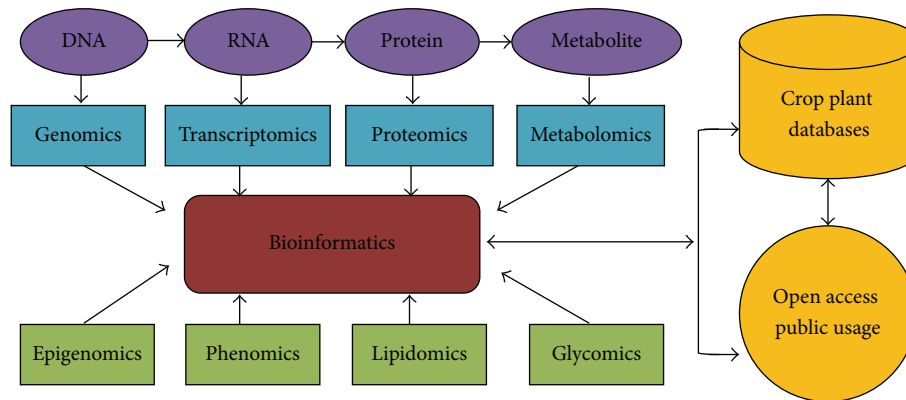 DNA
RNA
Protein
Metabolite
Genomics
Transcriptomics
Proteomics
Metabolomics
Crop plant
databases
Bioinformatics
Epigenomics
Phenomics
Lipidomics
Glycomics
Open access
public usage